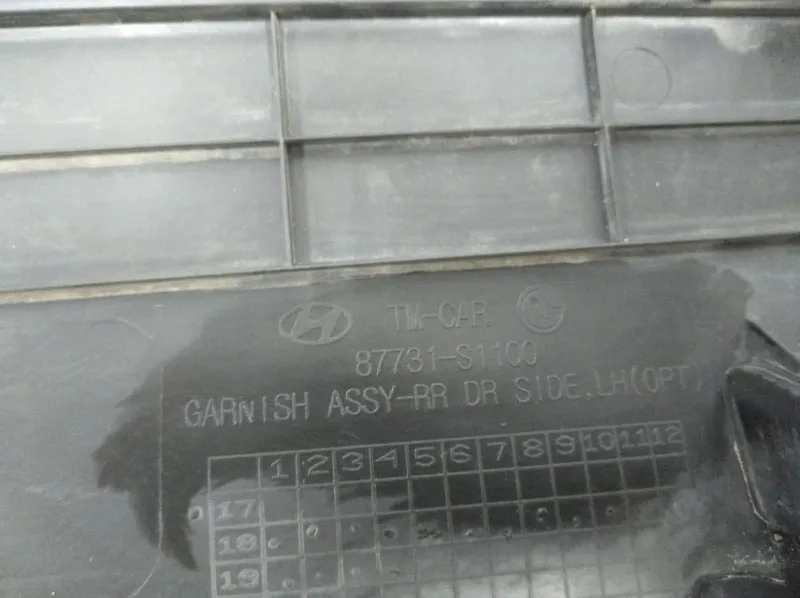 TM-CAR
87731-S1100
GARNISH ASSY-RR DR SIDE,LH(OPT)
1 2 3 4 5 6 7 8 9 10 11 12
17
18
19